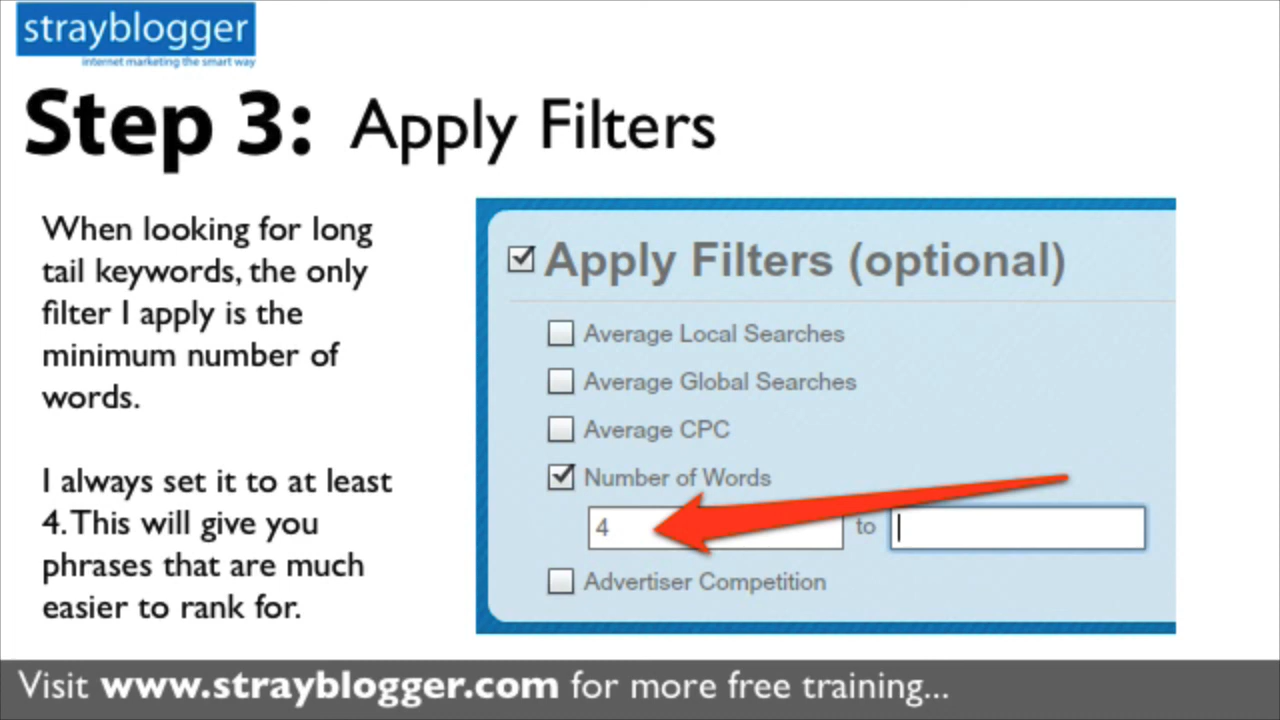 strayblogger
internet marketing the smart way
Step 3: Apply Filters
When looking for long
tail keywords, the only
filter I apply is the
minimum number of
words.
I always set it to at least
4. This will give you
phrases that are much
easier to rank for.
Apply Filters (optional)
Average Local Searches
Average Global Searches
Average CPC
Number of Words
4 to
Advertiser Competition
Visit www.strayblogger.com for more free training...